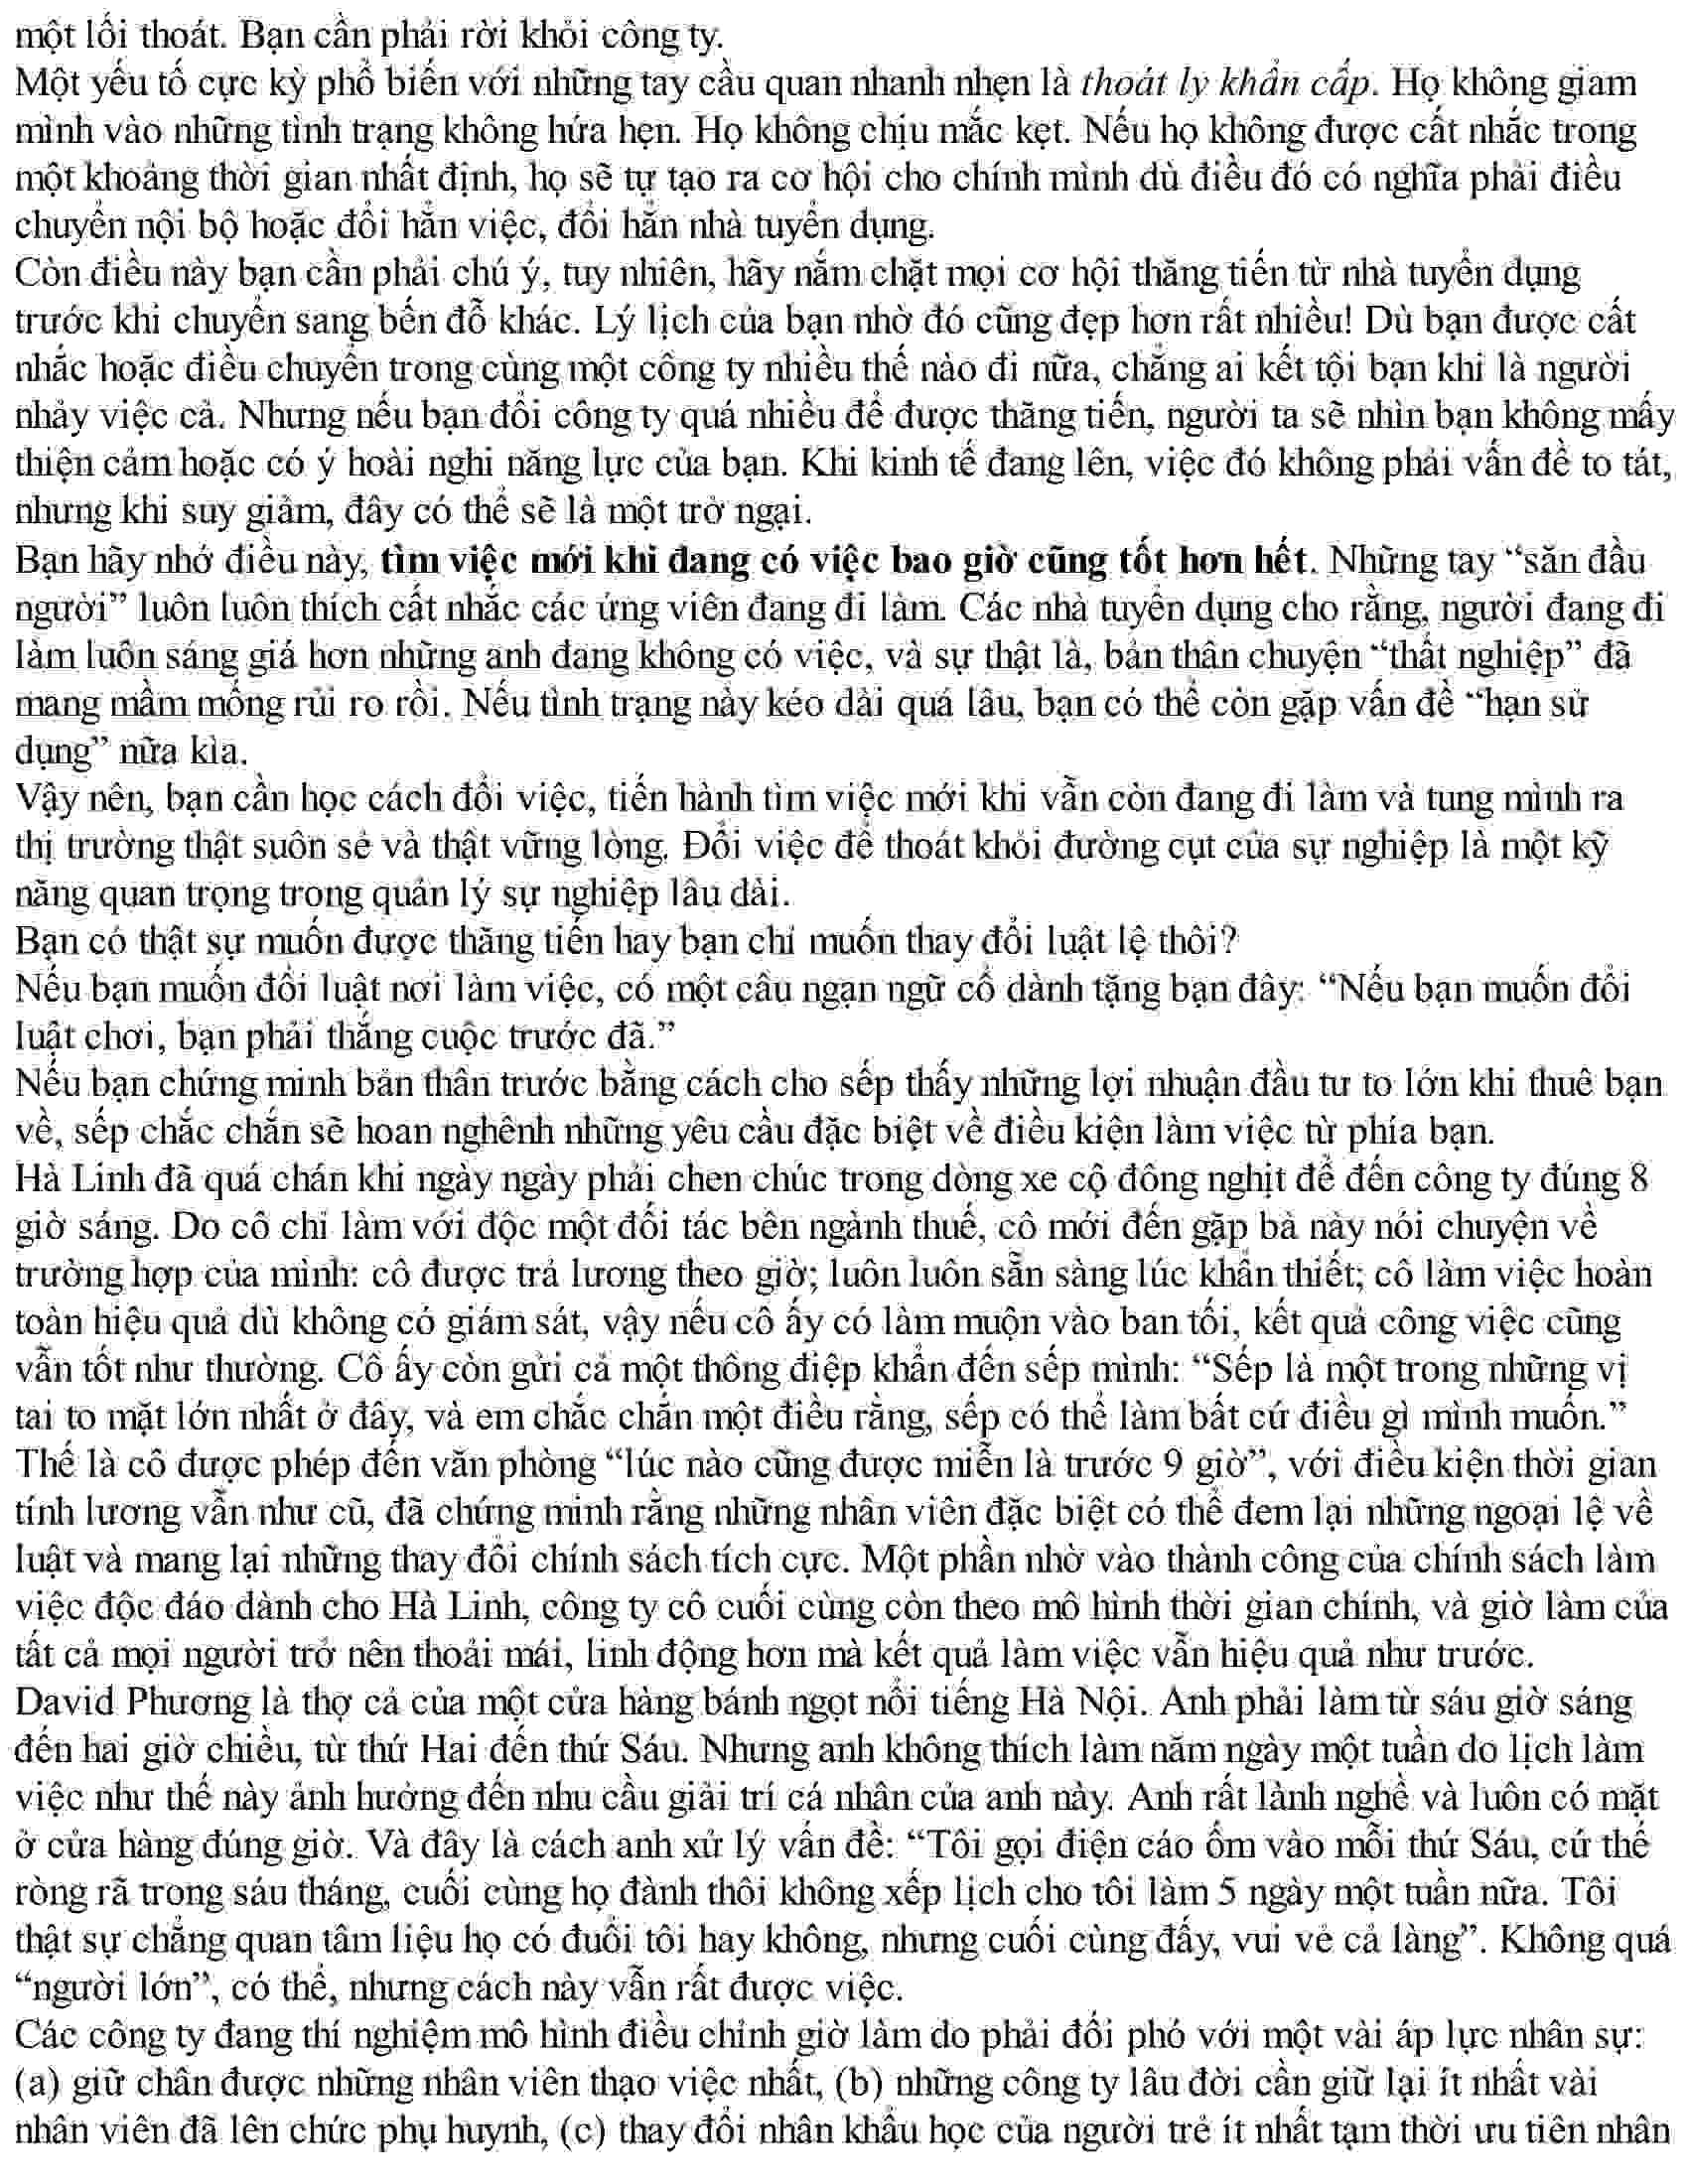 một lối thoát. Bạn cần phải rời khỏi công ty.
Một yếu tố cực kỳ phổ biến với những tay cầu quan nhanh nhẹn là thoát ly khẩn cấp. Họ không giam
mình vào những tình trạng không hứa hẹn. Họ không chịu mắc kẹt. Nếu họ không được cất nhắc trong
một khoảng thời gian nhất định, họ sẽ tự tạo ra cơ hội cho chính mình dù điều đó có nghĩa phải điều
chuyển nội bộ hoặc đổi hẳn việc, đổi hẳn nhà tuyển dụng.
Còn điều này bạn cần phải chú ý, tuy nhiên, hãy nắm chặt mọi cơ hội thăng tiến từ nhà tuyển dụng
trước khi chuyển sang bến đỗ khác. Lý lịch của bạn nhờ đó cũng đẹp hơn rất nhiều! Dù bạn được cất
nhắc hoặc điều chuyển trong cùng một công ty nhiều thế nào đi nữa, chẳng ai kết tội bạn khi là người
nhảy việc cả. Nhưng nếu bạn đổi công ty quá nhiều để được thăng tiến, người ta sẽ nhìn bạn không mấy
thiện cảm hoặc có ý hoài nghi năng lực của bạn. Khi kinh tế đang lên, việc đó không phải vấn đề to tát,
nhưng khi suy giảm, đây có thể sẽ là một trở ngại.
Bạn hãy nhớ điều này, tìm việc mới khi đang có việc bao giờ cũng tốt hơn hết. Những tay “săn đầu
người” luôn luôn thích cất nhắc các ứng viên đang đi làm. Các nhà tuyển dụng cho rằng, người đang đi
làm luôn sáng giá hơn những anh đang không có việc, và sự thật là, bản thân chuyện “thất nghiệp” đã
mang mầm mống rủi ro rồi. Nếu tình trạng này kéo dài quá lâu, bạn có thể còn gặp vấn đề “hạn sử
dụng” nữa kìa.
Vậy nên, bạn cần học cách đổi việc, tiến hành tìm việc mới khi vẫn còn đang đi làm và tung mình ra
thị trường thật suôn sẻ và thật vững lòng. Đổi việc để thoát khỏi đường cụt của sự nghiệp là một kỹ
năng quan trọng trong quản lý sự nghiệp lâu dài.
Bạn có thật sự muốn được thăng tiến hay bạn chỉ muốn thay đổi luật lệ thôi?
Nếu bạn muốn đổi luật nơi làm việc, có một câu ngạn ngữ cổ dành tặng bạn đây: “Nếu bạn muốn đổi
luật chơi, bạn phải thắng cuộc trước đã.”
Nếu bạn chứng minh bản thân trước bằng cách cho sếp thấy những lợi nhuận đầu tư to lớn khi thuê bạn
về, sếp chắc chắn sẽ hoan nghênh những yêu cầu đặc biệt về điều kiện làm việc từ phía bạn.
Hà Linh đã quá chán khi ngày ngày phải chen chúc trong dòng xe cộ đông nghịt để đến công ty đúng 8
giờ sáng. Do cô chỉ làm với độc một đối tác bên ngành thuế, cô mới đến gặp bà này nói chuyện về
trường hợp của mình: cô được trả lương theo giờ; luôn luôn sẵn sàng lúc khẩn thiết; cô làm việc hoàn
toàn hiệu quả dù không có giám sát, vậy nếu cô ấy có làm muộn vào ban tối, kết quả công việc cũng
vẫn tốt như thường. Cô ấy còn gửi cả một thông điệp khẩn đến sếp mình: “Sếp là một trong những vị
tai to mặt lớn nhất ở đây, và em chắc chắn một điều rằng, sếp có thể làm bất cứ điều gì mình muốn.”
Thế là cô được phép đến văn phòng “lúc nào cũng được miễn là trước 9 giờ”, với điều kiện thời gian
tính lương vẫn như cũ, đã chứng minh rằng những nhân viên đặc biệt có thể đem lại những ngoại lệ về
luật và mang lại những thay đổi chính sách tích cực. Một phần nhờ vào thành công của chính sách làm
việc độc đáo dành cho Hà Linh, công ty cô cuối cùng còn theo mô hình thời gian chính, và giờ làm của
tất cả mọi người trở nên thoải mái, linh động hơn mà kết quả làm việc vẫn hiệu quả như trước.
David Phương là thợ cả của một cửa hàng bánh ngọt nổi tiếng Hà Nội. Anh phải làm từ sáu giờ sáng
đến hai giờ chiều, từ thứ Hai đến thứ Sáu. Nhưng anh không thích làm năm ngày một tuần do lịch làm
việc như thế này ảnh hưởng đến nhu cầu giải trí cá nhân của anh này. Anh rất lành nghề và luôn có mặt
ở cửa hàng đúng giờ. Và đây là cách anh xử lý vấn đề: “Tôi gọi điện cáo ốm vào mỗi thứ Sáu, cứ thế
ròng rã trong sáu tháng, cuối cùng họ đành thôi không xếp lịch cho tôi làm 5 ngày một tuần nữa. Tôi
thật sự chẳng quan tâm liệu họ có đuổi tôi hay không, nhưng cuối cùng đấy, vui vẻ cả làng”. Không quá
“người lớn”, có thể, nhưng cách này vẫn rất được việc.
Các công ty đang thí nghiệm mô hình điều chỉnh giờ làm do phải đối phó với một vài áp lực nhân sự:
(a) giữ chân được những nhân viên thạo việc nhất, (b) những công ty lâu đời cần giữ lại ít nhất vài
nhân viên đã lên chức phụ huynh, (c) thay đổi nhân khẩu học của người trẻ ít nhất tạm thời ưu tiên nhân